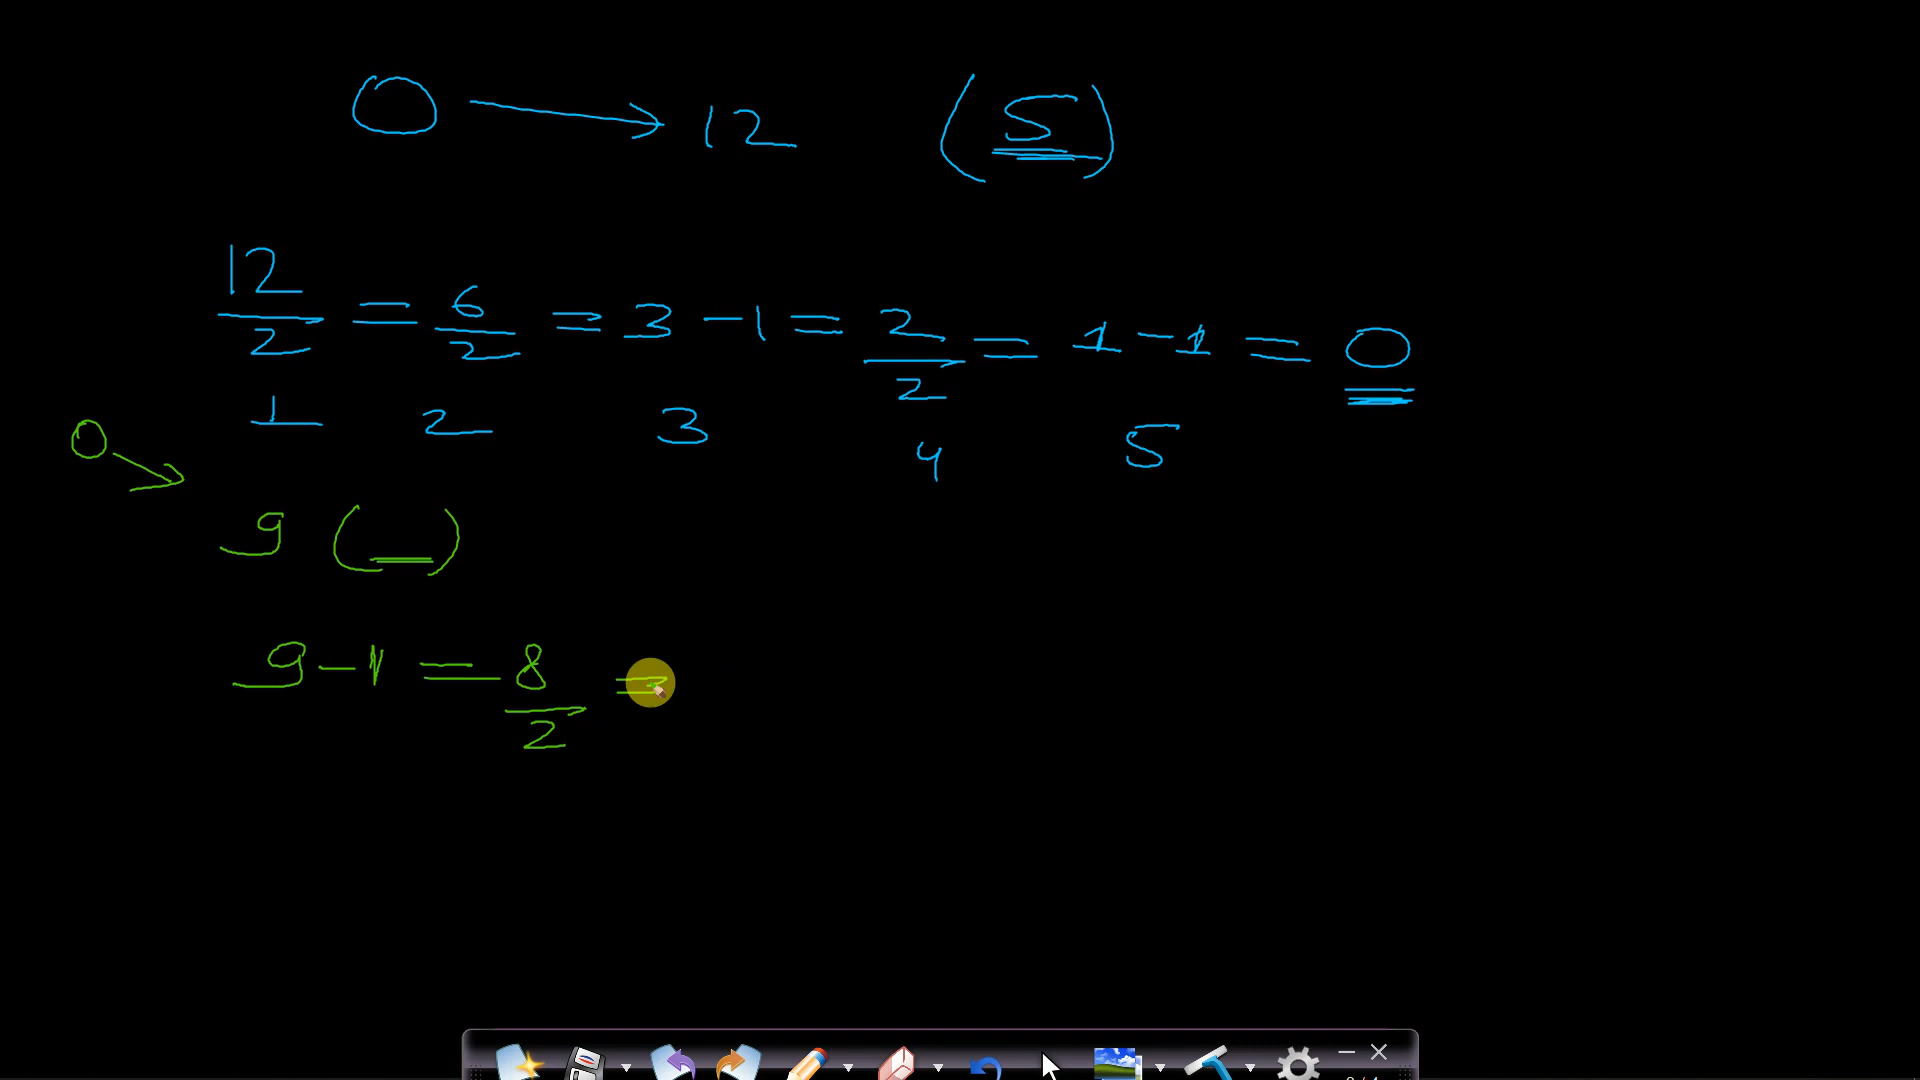 0 → 12 (5)
12/2 = 6/2 = 3 - 1 = 2/2 = 1 - 1 = 0
1 2 3 4 5
0 →
9 ( )
9 - 1 = 8/2 =